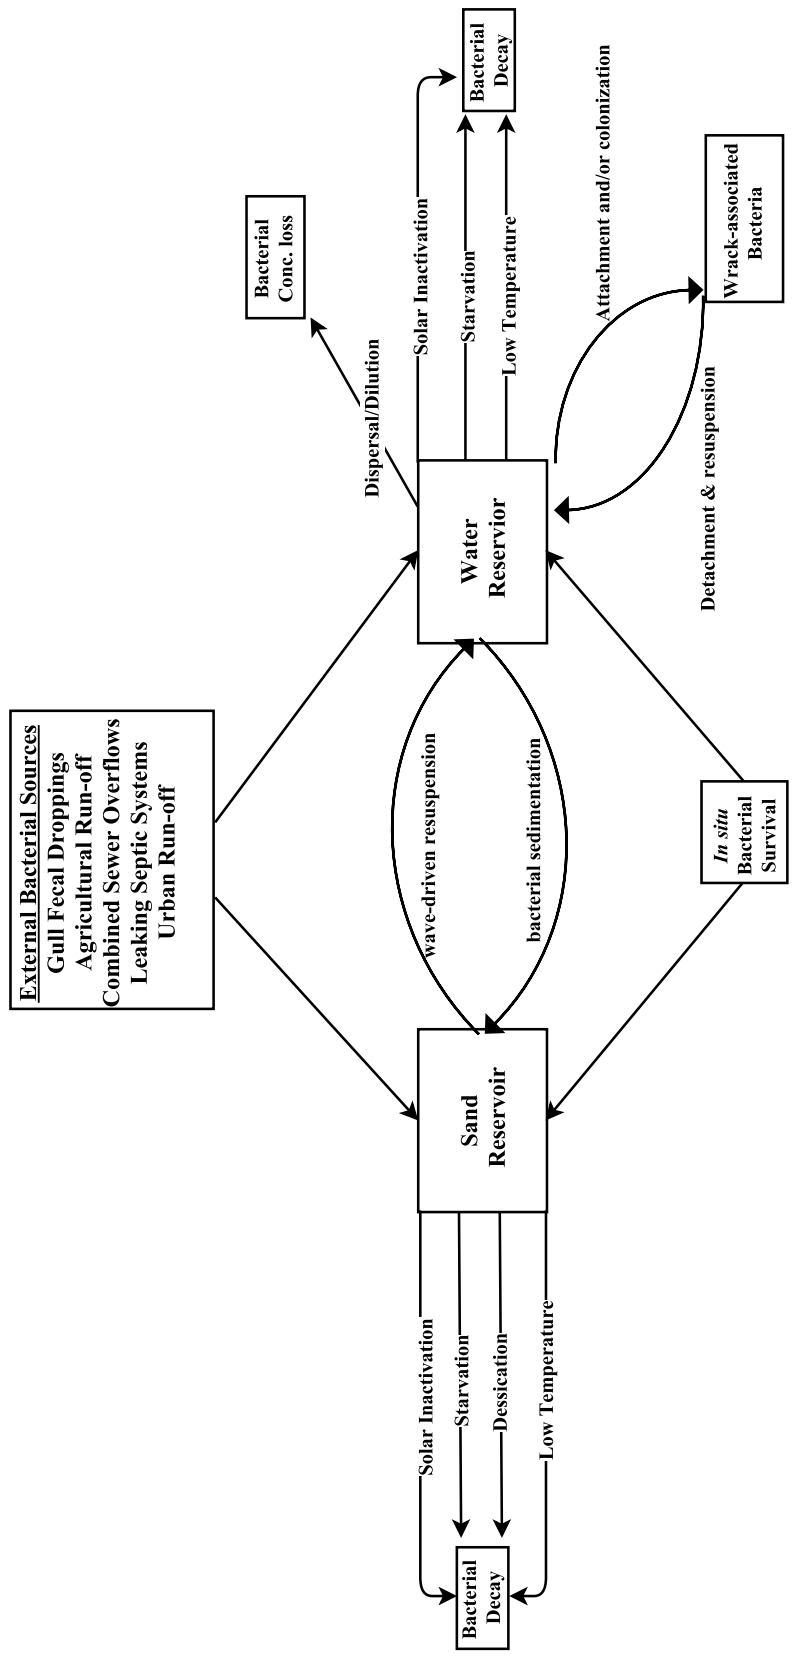 External Bacterial Sources
Gull Fecal Droppings
Agricultural Run-off
Combined Sewer Overflows
Leaking Septic Systems
Urban Run-off
Bacterial
Conc. loss
Dispersal/Dilution
Solar Inactivation
Starvation
Dessication
Low Temperature
Bacterial
Decay
Sand
Reservoir
wave-driven resuspension
bacterial sedimentation
Water
Reservior
Solar Inactivation
Starvation
Low Temperature
Bacterial
Decay
Attachment and/or colonization
Detachment & resuspension
Wrack-associated
Bacteria
In situ
Bacterial
Survival